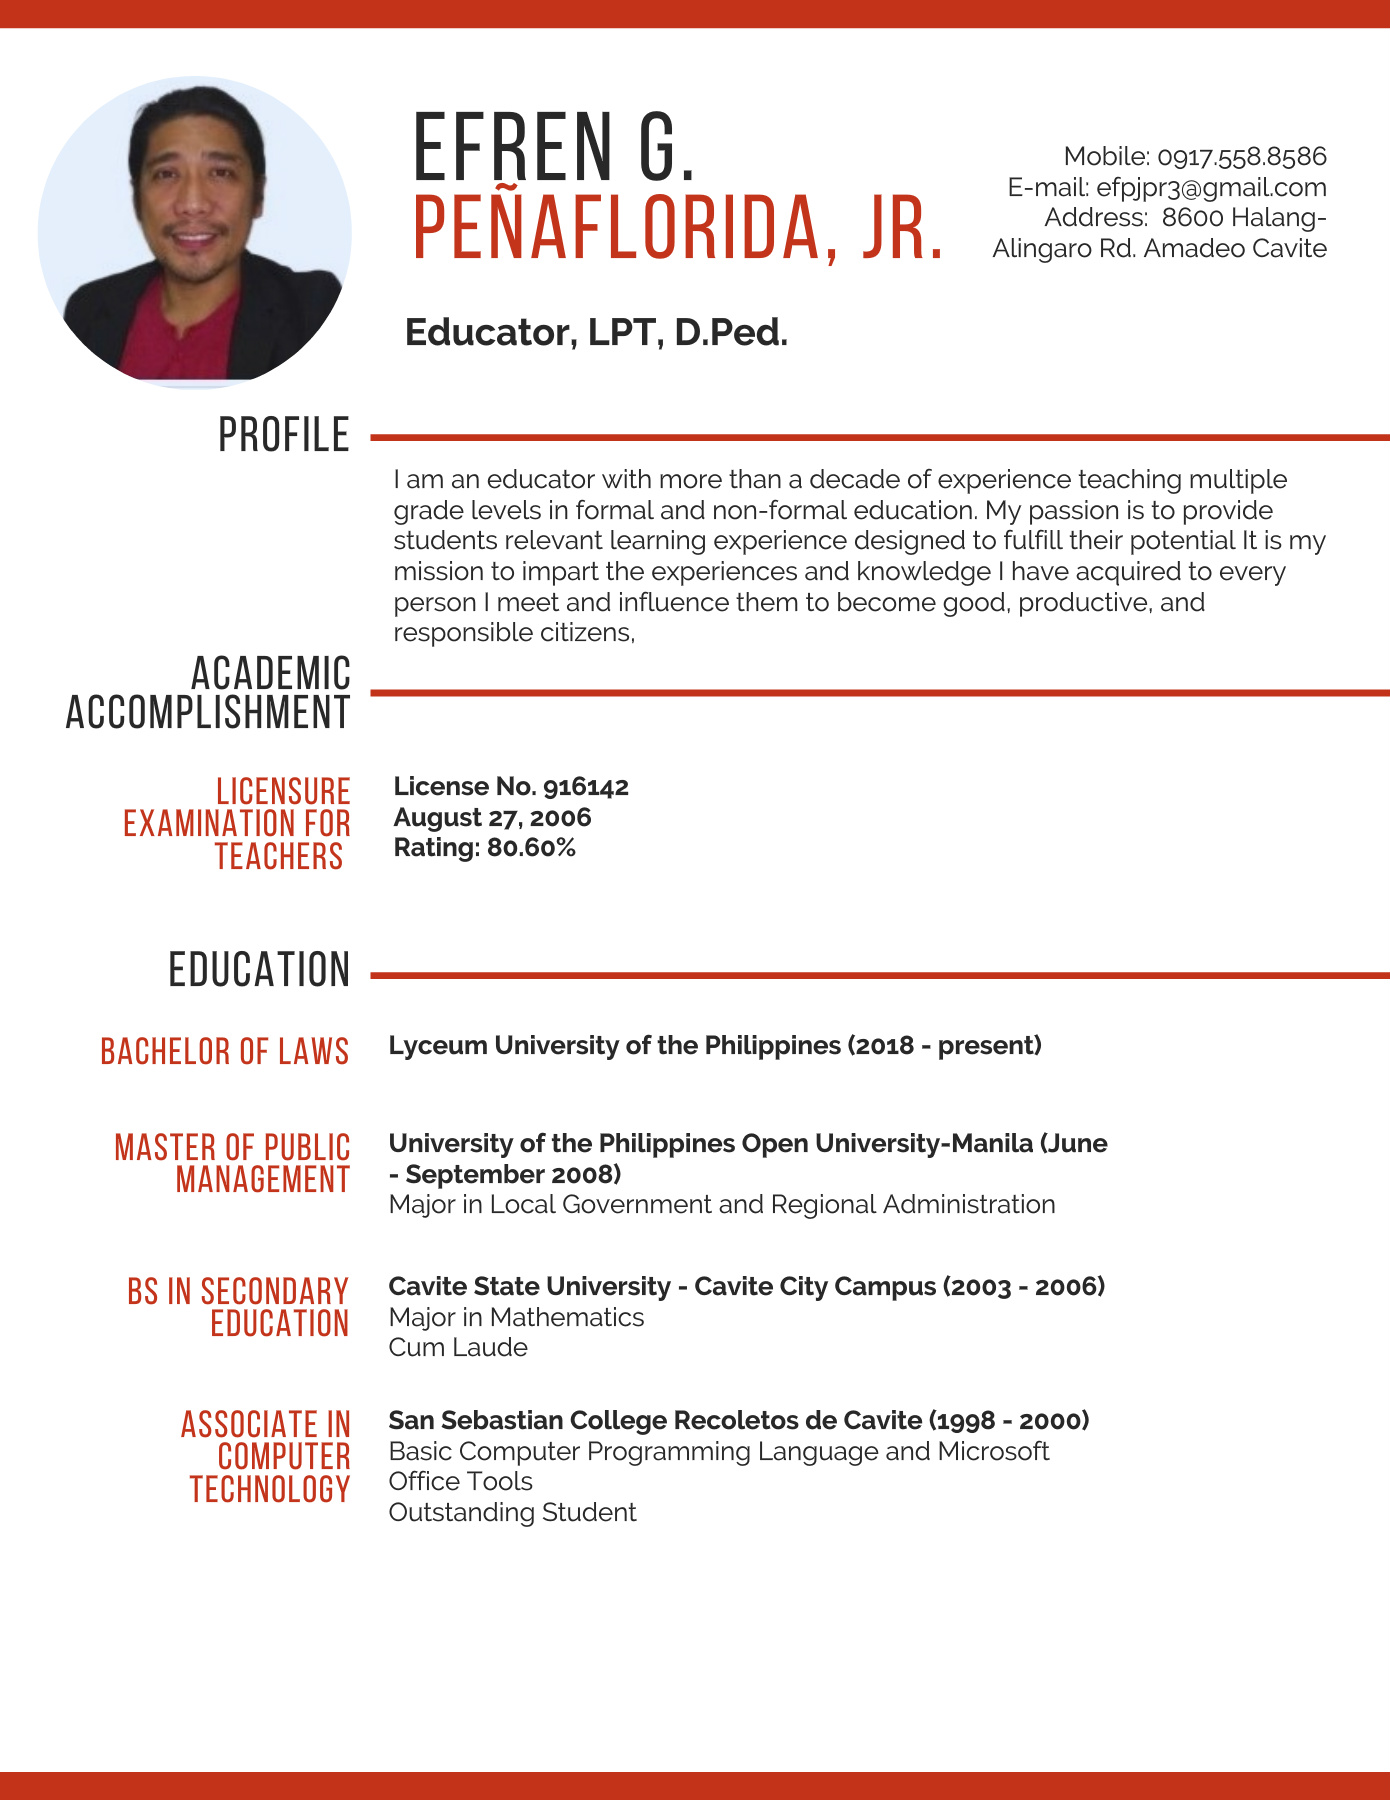 EFREN G.
PEÑAFLORIDA, JR.
Mobile: 0917.558.8586
E-mail: efpjpr3@gmail.com
Address:  8600 Halang-
Alingaro Rd. Amadeo Cavite
Educator, LPT, D.Ped.
PROFILE
I am an educator with more than a decade of experience teaching multiple
grade levels in formal and non-formal education. My passion is to provide
students relevant learning experience designed to fulfill their potential It is my
mission to impart the experiences and knowledge I have acquired to every
person I meet and influence them to become good, productive, and
responsible citizens,
ACADEMIC
ACCOMPLISHMENT
LICENSURE
EXAMINATION FOR
TEACHERS
License No. 916142
August 27, 2006
Rating: 80.60%
EDUCATION
BACHELOR OF LAWS
Lyceum University of the Philippines (2018 - present)
MASTER OF PUBLIC
MANAGEMENT
University of the Philippines Open University-Manila (June
- September 2008)
Major in Local Government and Regional Administration
BS IN SECONDARY
EDUCATION
Cavite State University - Cavite City Campus (2003 - 2006)
Major in Mathematics
Cum Laude
ASSOCIATE IN
COMPUTER
TECHNOLOGY
San Sebastian College Recoletos de Cavite (1998 - 2000)
Basic Computer Programming Language and Microsoft
Office Tools
Outstanding Student